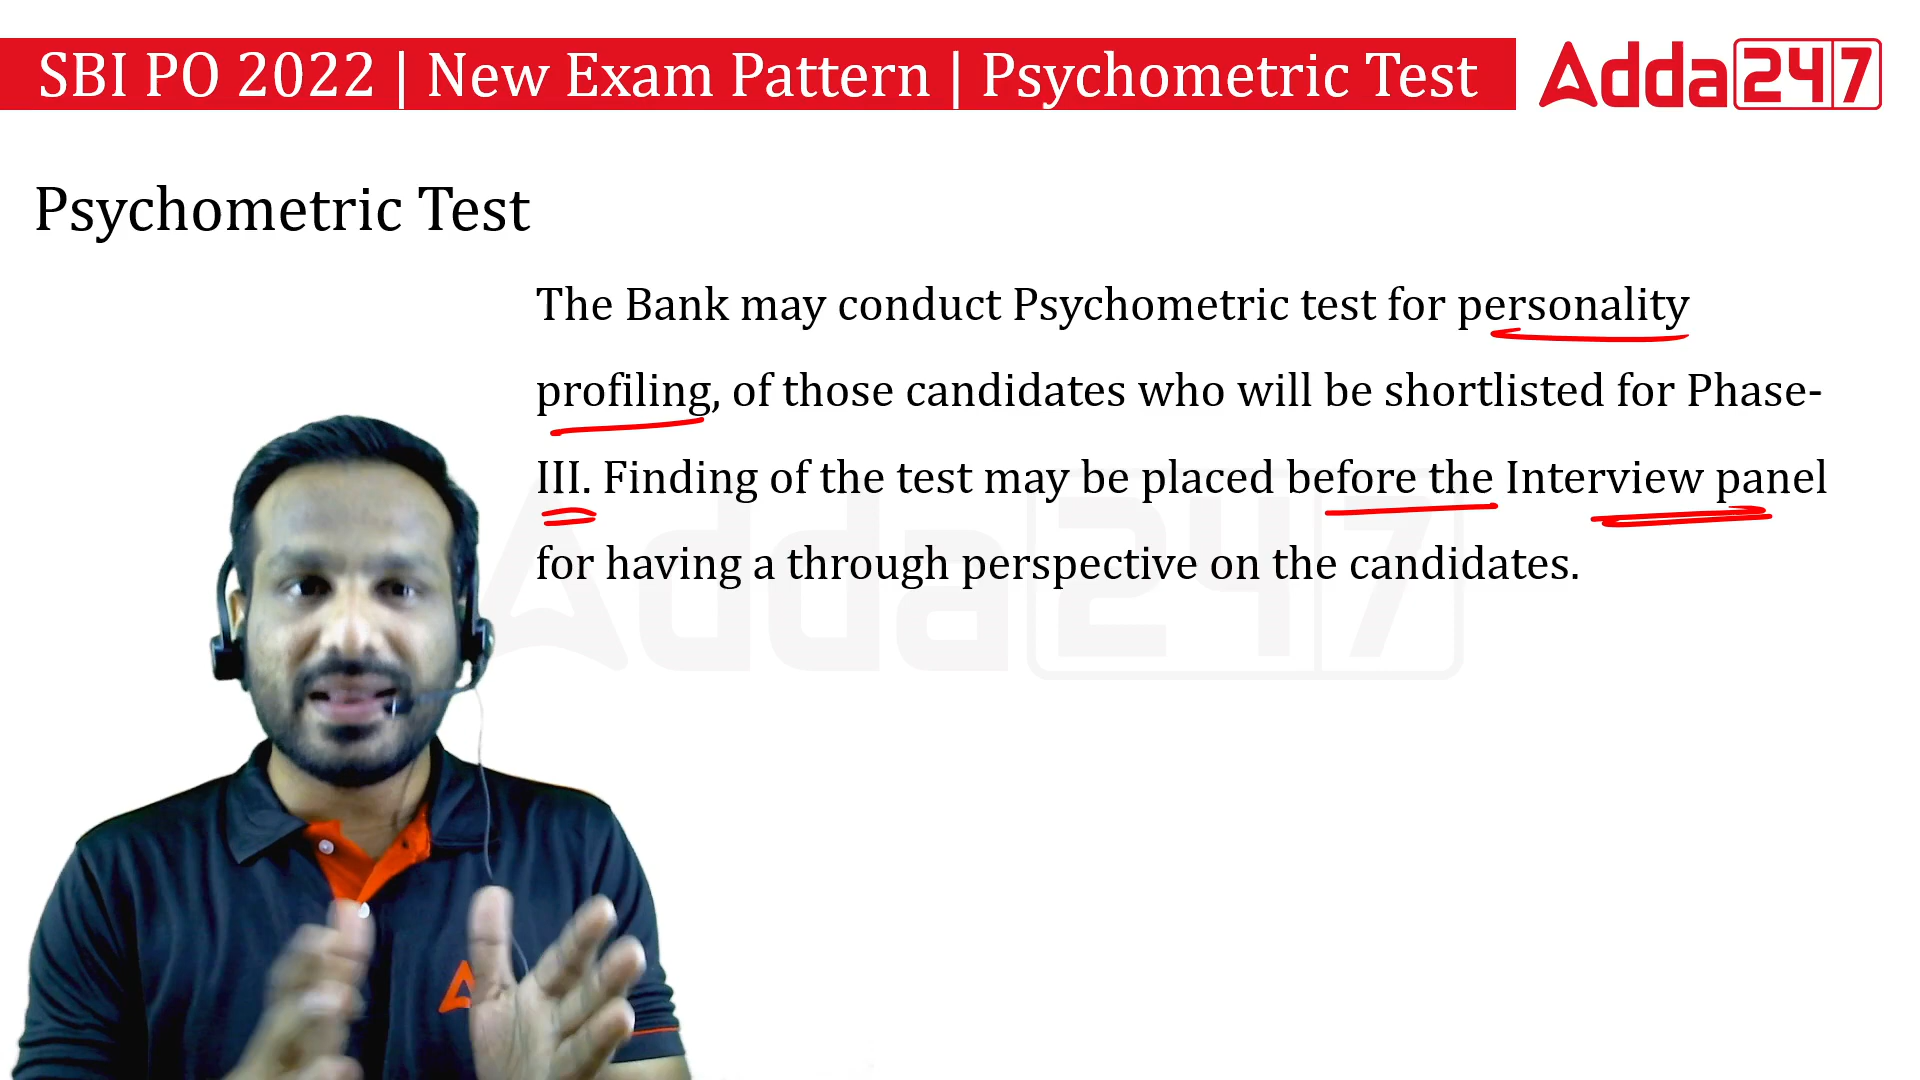 SBI PO 2022 | New Exam Pattern | Psychometric Test
Adda247
Psychometric Test
The Bank may conduct Psychometric test for personality
profiling, of those candidates who will be shortlisted for Phase-
III. Finding of the test may be placed before the Interview panel
for having a through perspective on the candidates.
Adda247